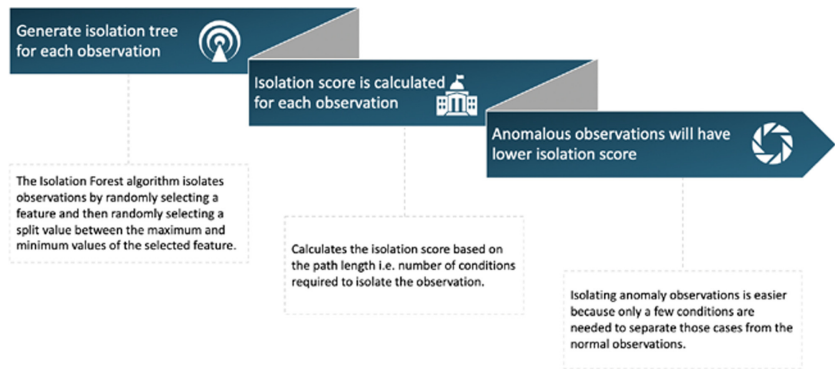 Generate isolation tree
for each observation
Isolation score is calculated
for each observation
Anomalous observations will have
lower isolation score
The Isolation Forest algorithm isolates
observations by randomly selecting a
feature and then randomly selecting a
split value between the maximum and
minimum values of the selected feature.
Calculates the isolation score based on
the path length i.e. number of conditions
required to isolate the observation.
Isolating anomaly observations is easier
because only a few conditions are
needed to separate those cases from the
normal observations.